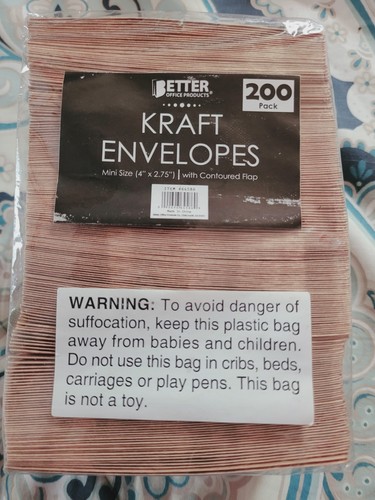 BETTER
OFFICE PRODUCTS
200
Pack
KRAFT
ENVELOPES
Mini Size (4" x 2.75") | with Contoured Flap
WARNING: To avoid danger of
suffocation, keep this plastic bag
away from babies and children.
Do not use this bag in cribs, beds,
carriages or play pens. This bag
is not a toy.